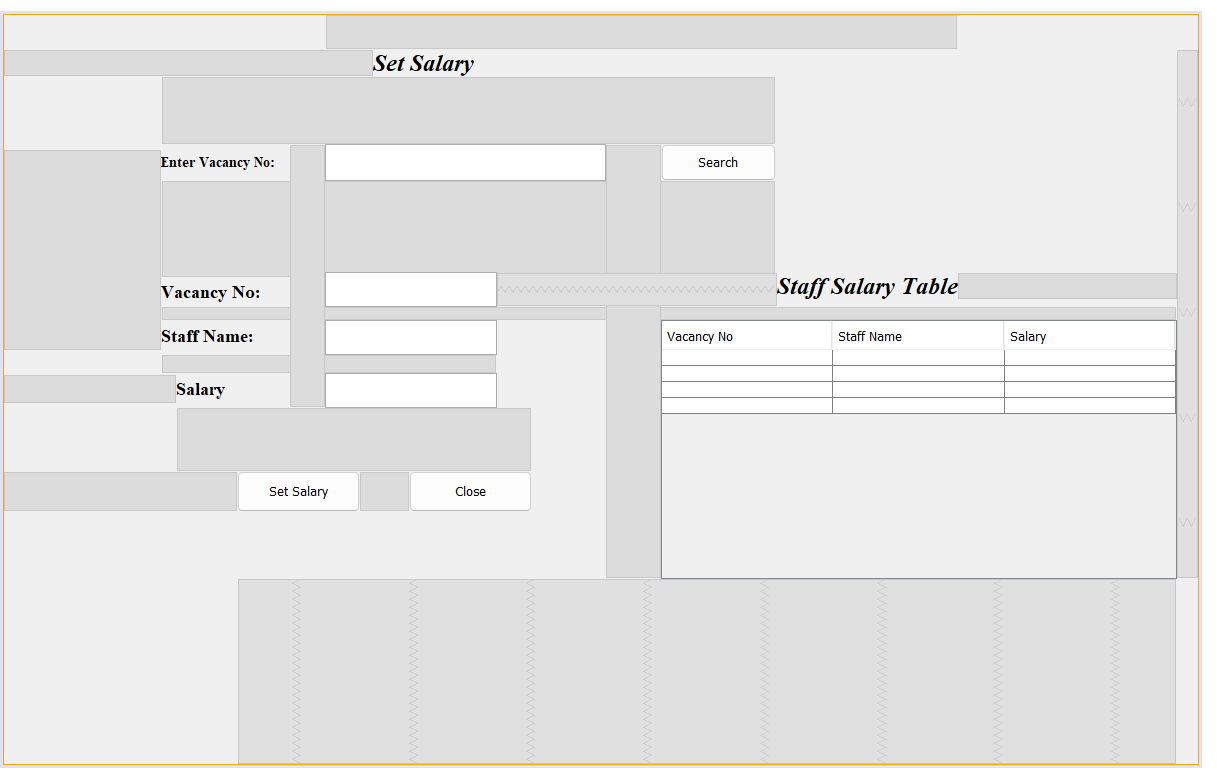 Set Salary
Enter Vacancy No:
Search
Vacancy No:
Staff Salary Table
Staff Name:
Vacancy No Staff Name Salary
Salary
Set Salary Close